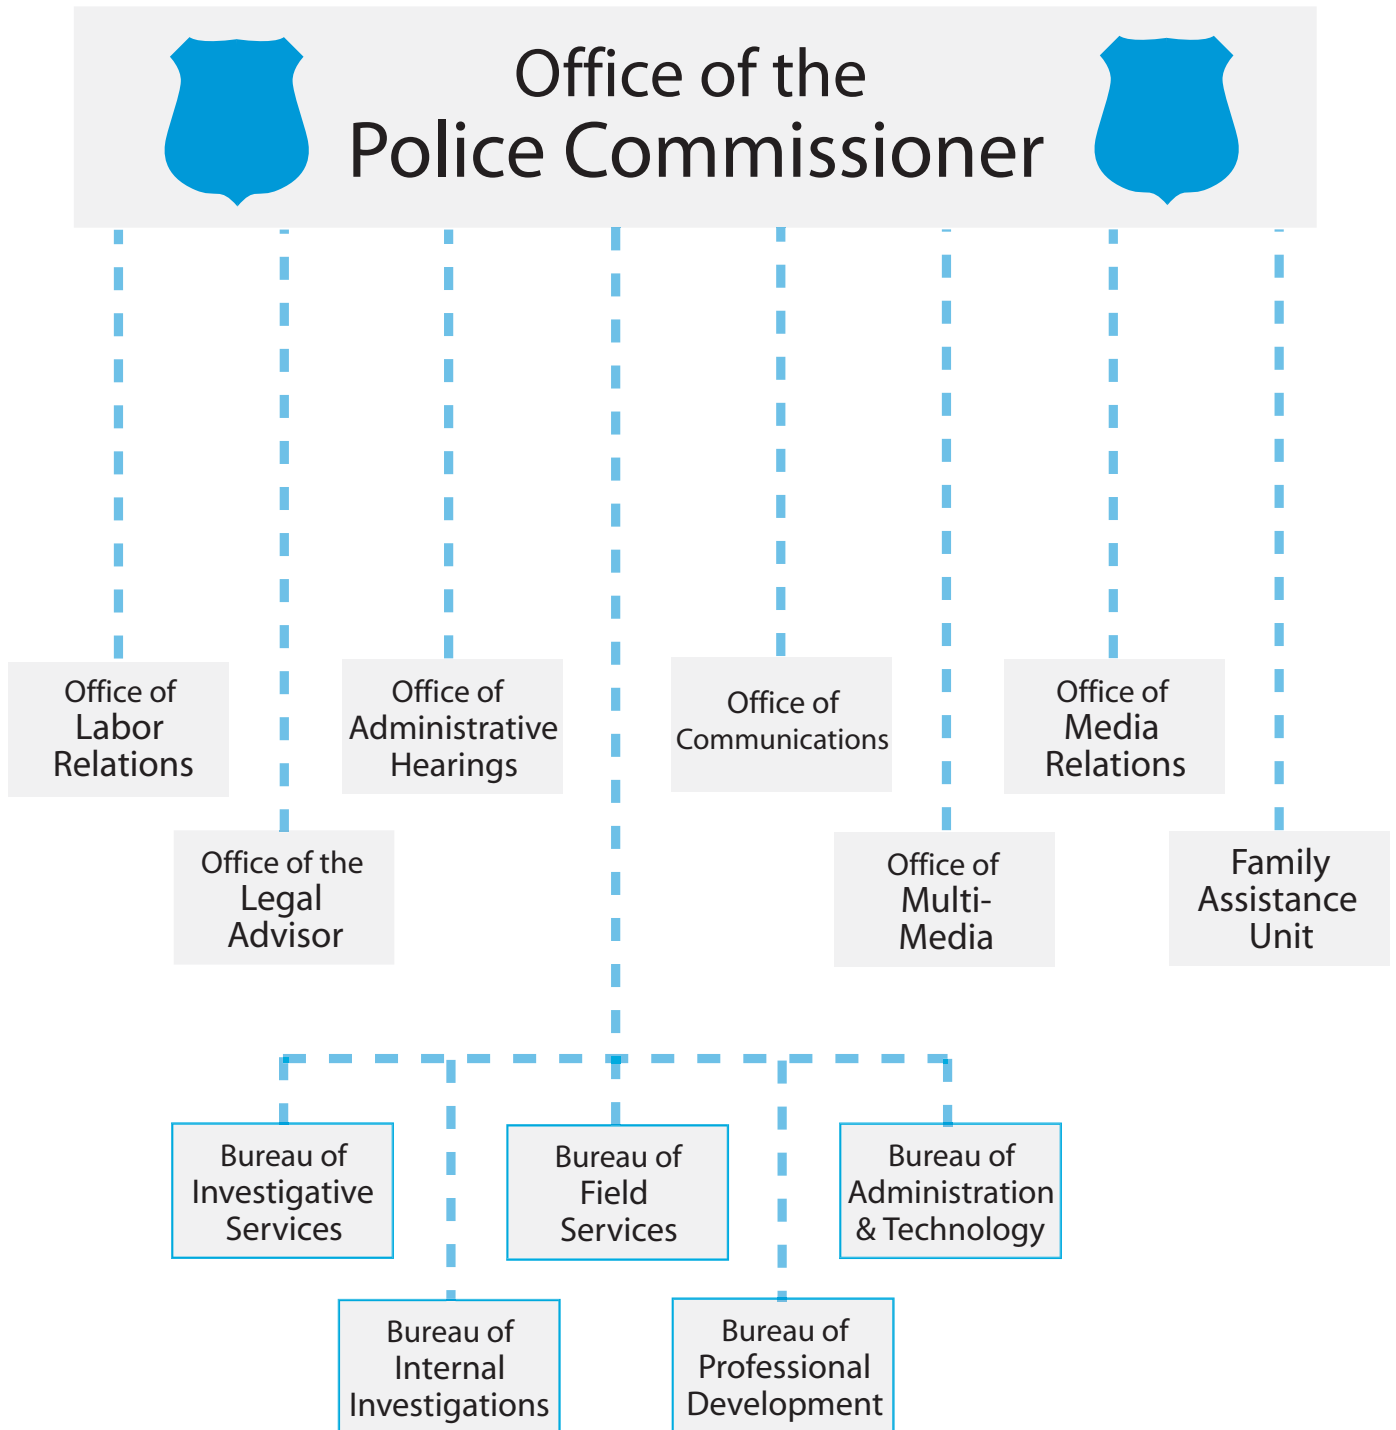 Office of the
Police Commissioner
Office of
Labor
Relations
Office of
Administrative
Hearings
Office of
Communications
Office of
Media
Relations
Office of the
Legal
Advisor
Office of
Multi-
Media
Family
Assistance
Unit
Bureau of
Investigative
Services
Bureau of
Field
Services
Bureau of
Administration
& Technology
Bureau of
Internal
Investigations
Bureau of
Professional
Development